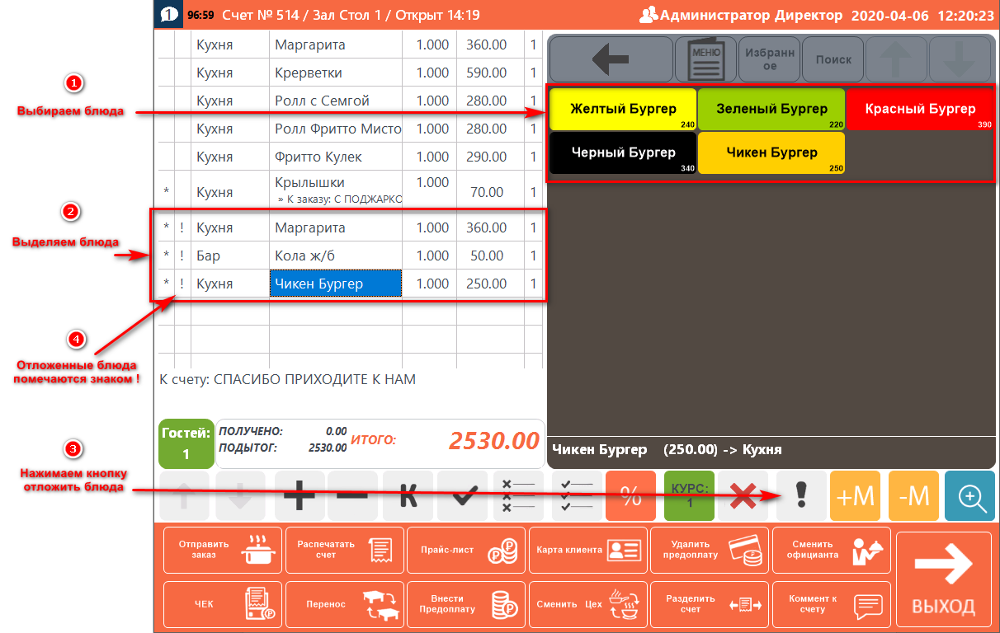 1 96:59 Счет № 514 / Зал Стол 1 / Открыт 14:19 Администратор Директор 2020-04-06 12:20:23
Кухня Маргарита 1.000 360.00 1
Кухня Крерветки 1.000 590.00 1
Кухня Ролл с Семгой 1.000 280.00 1
Кухня Ролл Фритто Мисто 1.000 280.00 1
Кухня Фритто Кулек 1.000 290.00 1
* Кухня Крылышки 1.000 70.00 1
» К заказу: С ПОДЖАРКО
* ! Кухня Маргарита 1.000 360.00 1
* ! Бар Кола ж/б 1.000 50.00 1
* ! Кухня Чикен Бургер 1.000 250.00 1
К счету: СПАСИБО ПРИХОДИТЕ К НАМ
Гостей:
1
ПОЛУЧЕНО: 0.00
ПОДЫТОГ: 2530.00
ИТОГО: 2530.00
МЕНЮ
Избранн
ое
Поиск
Желтый Бургер
240
Зеленый Бургер
220
Красный Бургер
390
Черный Бургер
340
Чикен Бургер
250
Чикен Бургер (250.00) -> Кухня
1
Выбираем блюда
2
Выделяем блюда
4
Отложенные блюда
помечаются знаком !
3
Нажимаем кнопку
отложить блюда
К
%
КУРС:
1
!
+М
-М
Отправить
заказ
Распечатать
счет
Прайс-лист
Карта клиента
Удалить
предоплату
Сменить
официанта
ЧЕК
Перенос
Внести
Предоплату
Сменить Цех
Разделить
счет
Коммент к
счету
ВЫХОД